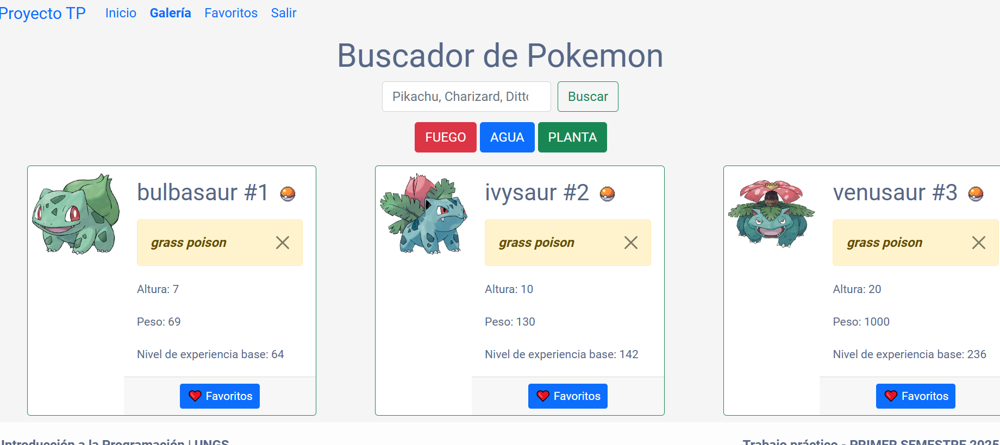 Proyecto TP Inicio Galería Favoritos Salir
Buscador de Pokemon
Pikachu, Charizard, Ditto Buscar
FUEGO AGUA PLANTA
bulbasaur #1
grass poison
Altura: 7
Peso: 69
Nivel de experiencia base: 64
Favoritos
ivysaur #2
grass poison
Altura: 10
Peso: 130
Nivel de experiencia base: 142
Favoritos
venusaur #3
grass poison
Altura: 20
Peso: 1000
Nivel de experiencia base: 236
Favoritos
Introducción a la Programación | UNGS
Trabajo práctico - PRIMER SEMESTRE 2025